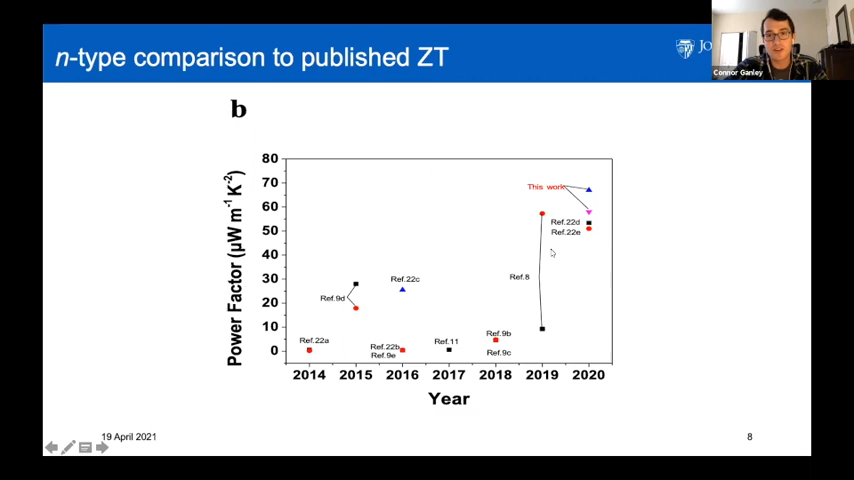 n-type comparison to published ZT
JO
Connor Ganley
b
Power Factor (µW m-1 K-2)
80
70
60
50
40
30
20
10
0
This work
Ref.22d
Ref.22e
Ref.22c
Ref.8
Ref.9d
Ref.22a
Ref.22b
Ref.9e
Ref.11
Ref.9b
Ref.9c
2014 2015 2016 2017 2018 2019 2020
Year
19 April 2021
8